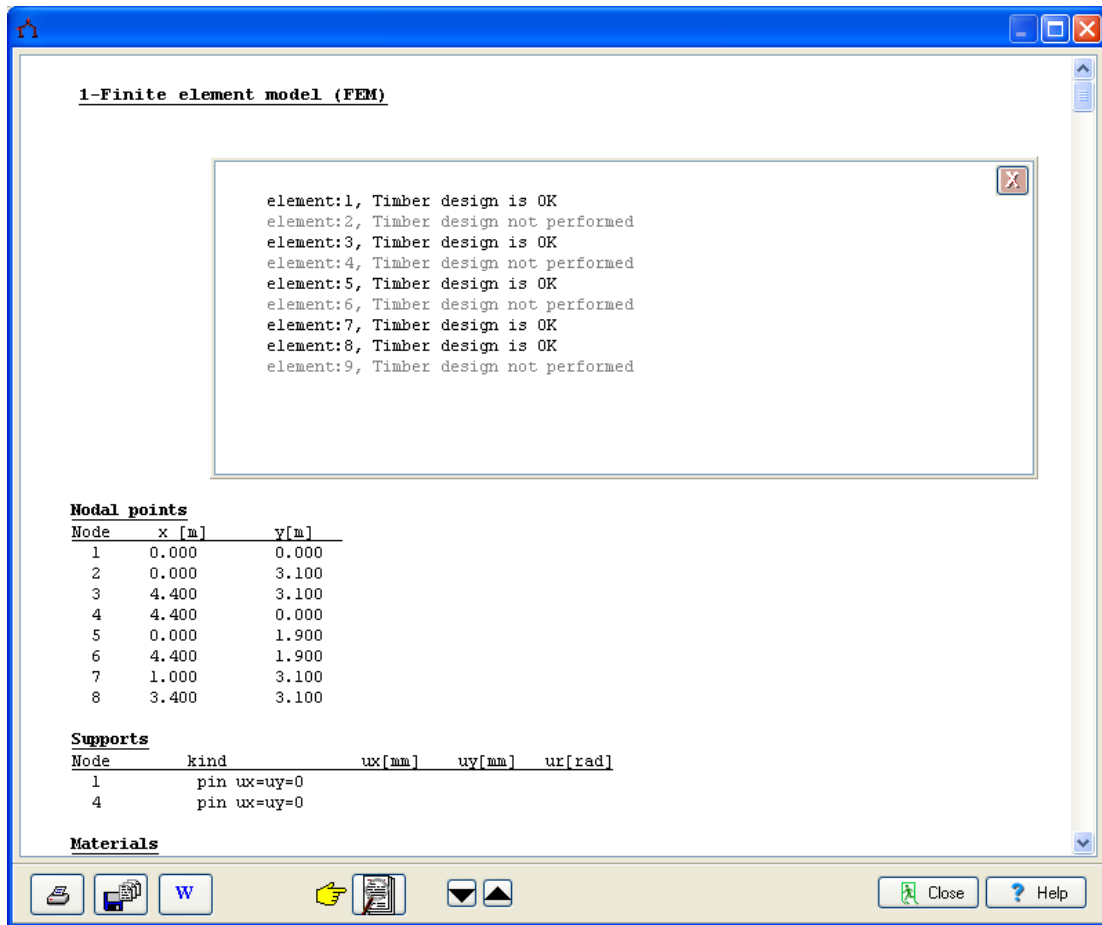 1-Finite element model (FEM)
X
element:1, Timber design is OK
element:2, Timber design not performed
element:3, Timber design is OK
element:4, Timber design not performed
element:5, Timber design is OK
element:6, Timber design not performed
element:7, Timber design is OK
element:8, Timber design is OK
element:9, Timber design not performed
Nodal points
Node x [m] y[m]
1 0.000 0.000
2 0.000 3.100
3 4.400 3.100
4 4.400 0.000
5 0.000 1.900
6 4.400 1.900
7 1.000 3.100
8 3.400 3.100
Supports
Node kind ux[mm] uy[mm] ur[rad]
1 pin ux=uy=0
4 pin ux=uy=0
Materials
W Close ? Help